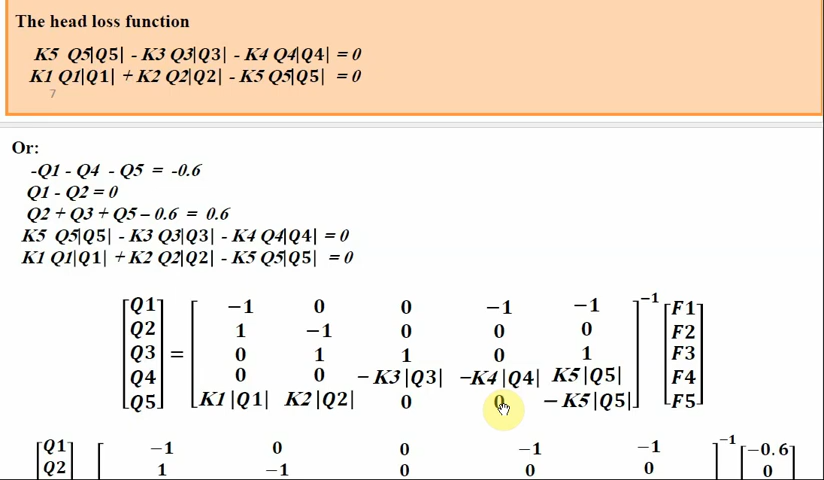 The head loss function
K5 Q5|Q5| - K3 Q3|Q3| - K4 Q4|Q4| = 0
K1 Q1|Q1| + K2 Q2|Q2| - K5 Q5|Q5| = 0
7
Or:
-Q1 - Q4 - Q5 = -0.6
Q1 - Q2 = 0
Q2 + Q3 + Q5 – 0.6 = 0.6
K5 Q5|Q5| - K3 Q3|Q3| - K4 Q4|Q4| = 0
K1 Q1|Q1| + K2 Q2|Q2| - K5 Q5|Q5| = 0
[Q1] [ −1 0 0 −1 −1 ]−1 [F1]
Q2 1 −1 0 0 0 F2
Q3 = 0 1 1 0 1 F3
Q4 0 0 −K3|Q3| −K4|Q4| K5|Q5| F4
Q5 K1|Q1| K2|Q2| 0 0 −K5|Q5| F5
[Q1] [ −1 0 0 −1 −1 ]−1 [−0.6]
Q2 1 −1 0 0 0 0